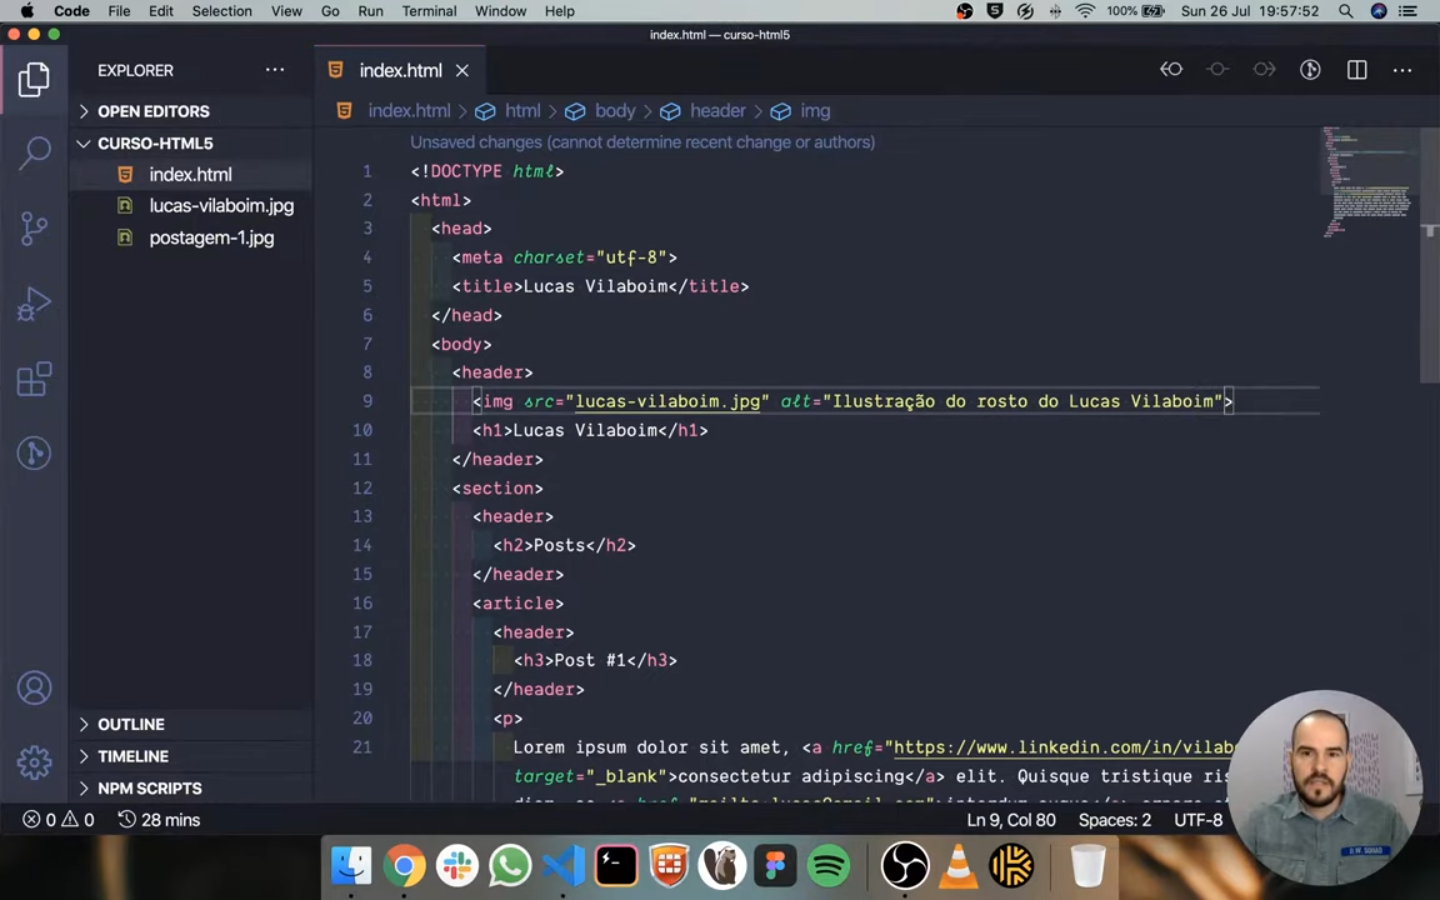 Code File Edit Selection View Go Run Terminal Window Help 100% Sun 26 Jul 19:57:52
index.html — curso-html5
EXPLORER
index.html
OPEN EDITORS
index.html > html > body > header > img
CURSO-HTML5
Unsaved changes (cannot determine recent change or authors)
index.html
lucas-vilaboim.jpg
postagem-1.jpg
1 <!DOCTYPE html>
2 <html>
3 <head>
4 <meta charset="utf-8">
5 <title>Lucas Vilaboim</title>
6 </head>
7 <body>
8 <header>
9 <img src="lucas-vilaboim.jpg" alt="Ilustração do rosto do Lucas Vilaboim">
10 <h1>Lucas Vilaboim</h1>
11 </header>
12 <section>
13 <header>
14 <h2>Posts</h2>
15 </header>
16 <article>
17 <header>
18 <h3>Post #1</h3>
19 </header>
20 <p>
21 Lorem ipsum dolor sit amet, <a href="https://www.linkedin.com/in/vilab
target="_blank">consectetur adipiscing</a> elit. Quisque tristique ris
OUTLINE
TIMELINE
NPM SCRIPTS
0 0 28 mins
Ln 9, Col 80 Spaces: 2 UTF-8